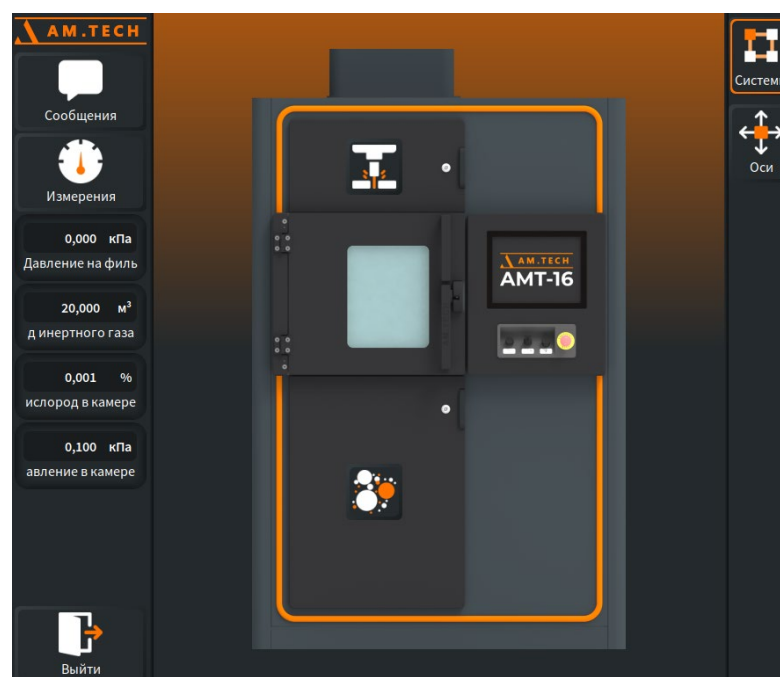 AM.TECH
Сообщения
Измерения
0,000 кПа
Давление на филь
20,000 м³
д инертного газа
0,001 %
ислород в камере
0,100 кПа
авление в камере
Выйти
AM.TECH
AMT-16
Систем
Оси